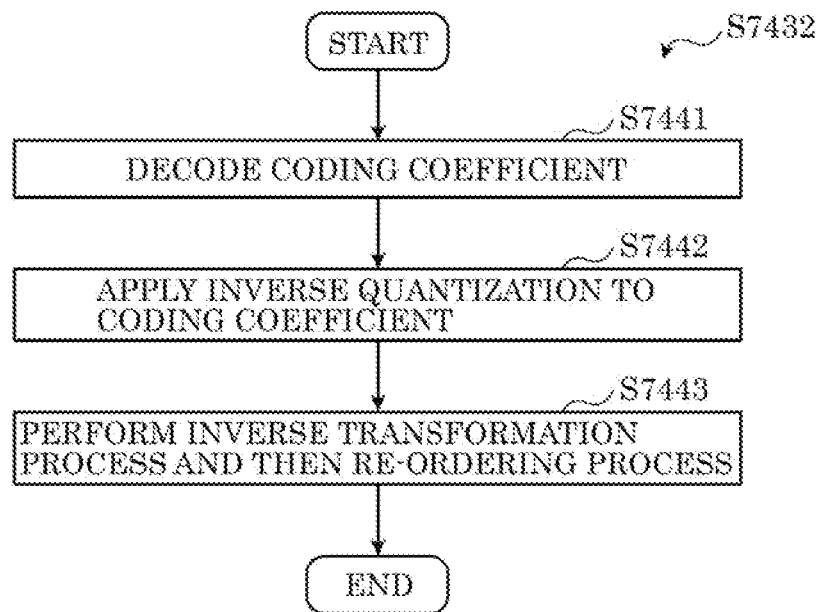 START
S7432
S7441
DECODE CODING COEFFICIENT
S7442
APPLY INVERSE QUANTIZATION TO
CODING COEFFICIENT
S7443
PERFORM INVERSE TRANSFORMATION
PROCESS AND THEN RE-ORDERING PROCESS
END